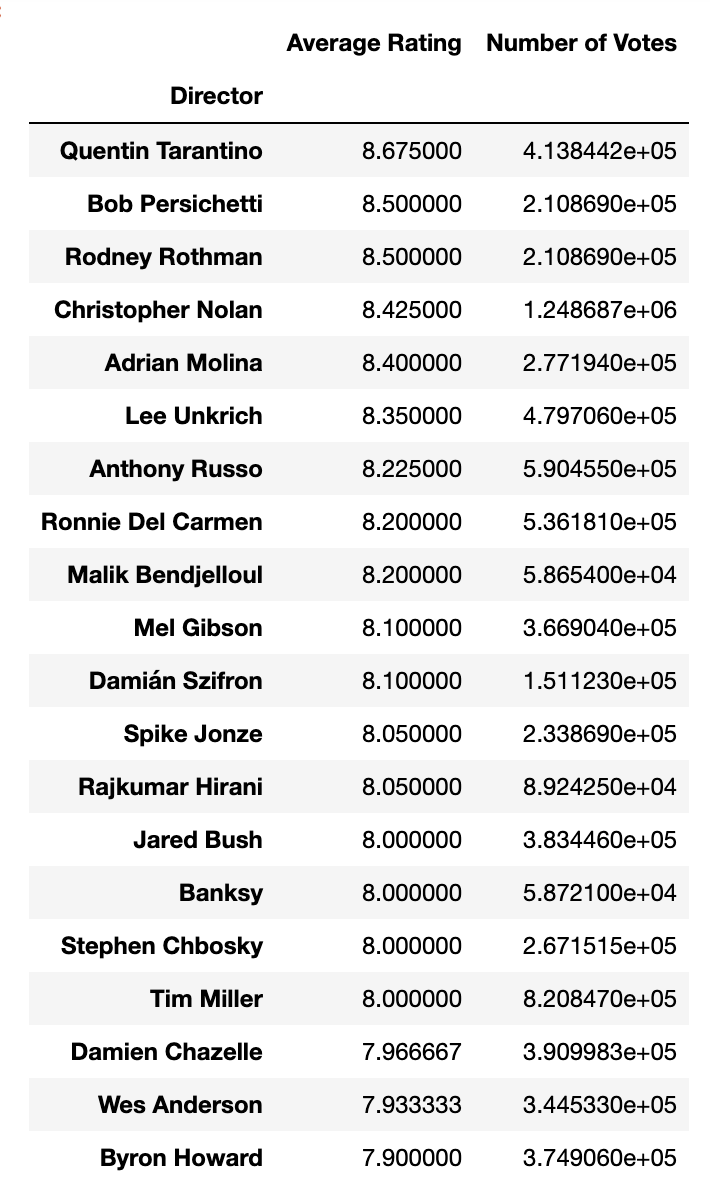 Average Rating Number of Votes
Director
Quentin Tarantino 8.675000 4.138442e+05
Bob Persichetti 8.500000 2.108690e+05
Rodney Rothman 8.500000 2.108690e+05
Christopher Nolan 8.425000 1.248687e+06
Adrian Molina 8.400000 2.771940e+05
Lee Unkrich 8.350000 4.797060e+05
Anthony Russo 8.225000 5.904550e+05
Ronnie Del Carmen 8.200000 5.361810e+05
Malik Bendjelloul 8.200000 5.865400e+04
Mel Gibson 8.100000 3.669040e+05
Damián Szifron 8.100000 1.511230e+05
Spike Jonze 8.050000 2.338690e+05
Rajkumar Hirani 8.050000 8.924250e+04
Jared Bush 8.000000 3.834460e+05
Banksy 8.000000 5.872100e+04
Stephen Chbosky 8.000000 2.671515e+05
Tim Miller 8.000000 8.208470e+05
Damien Chazelle 7.966667 3.909983e+05
Wes Anderson 7.933333 3.445330e+05
Byron Howard 7.900000 3.749060e+05